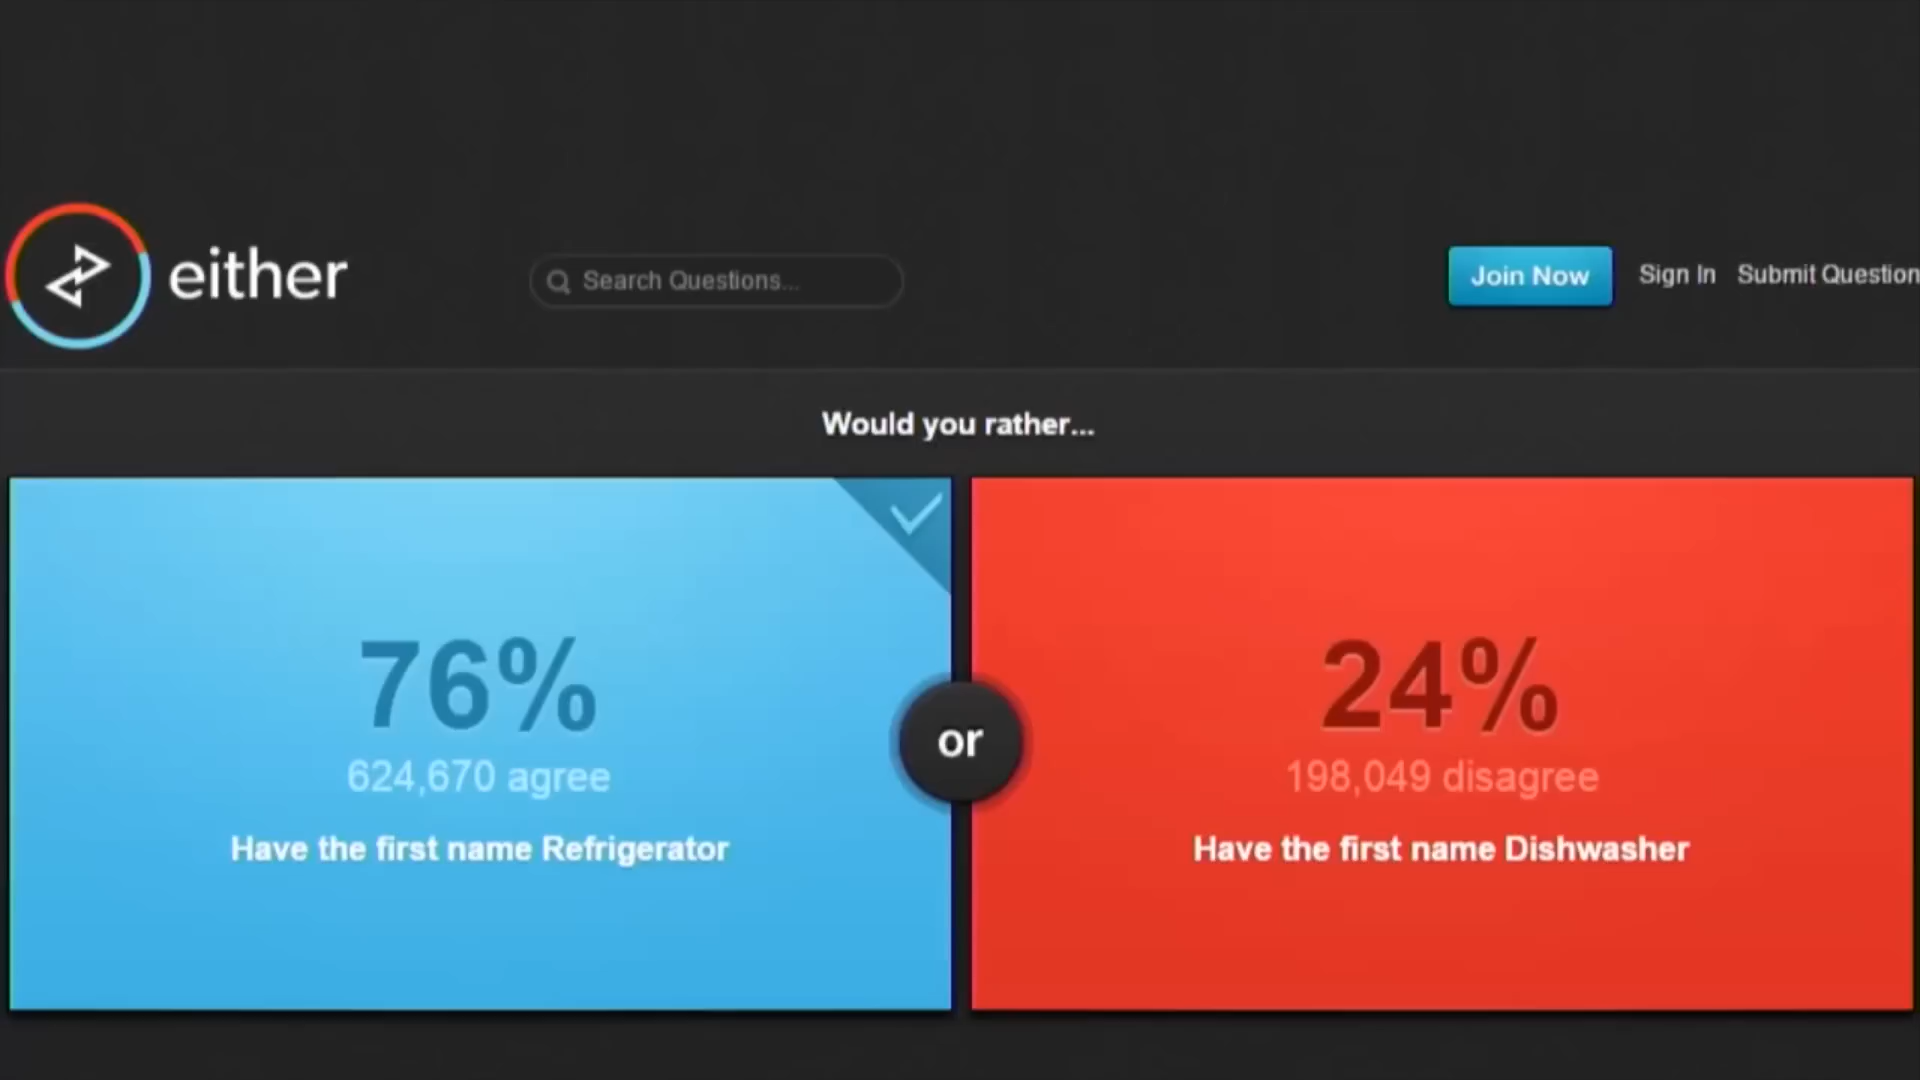 either
Search Questions...
Join Now
Sign In
Submit Question
Would you rather...
76%
624,670 agree
Have the first name Refrigerator
or
24%
198,049 disagree
Have the first name Dishwasher